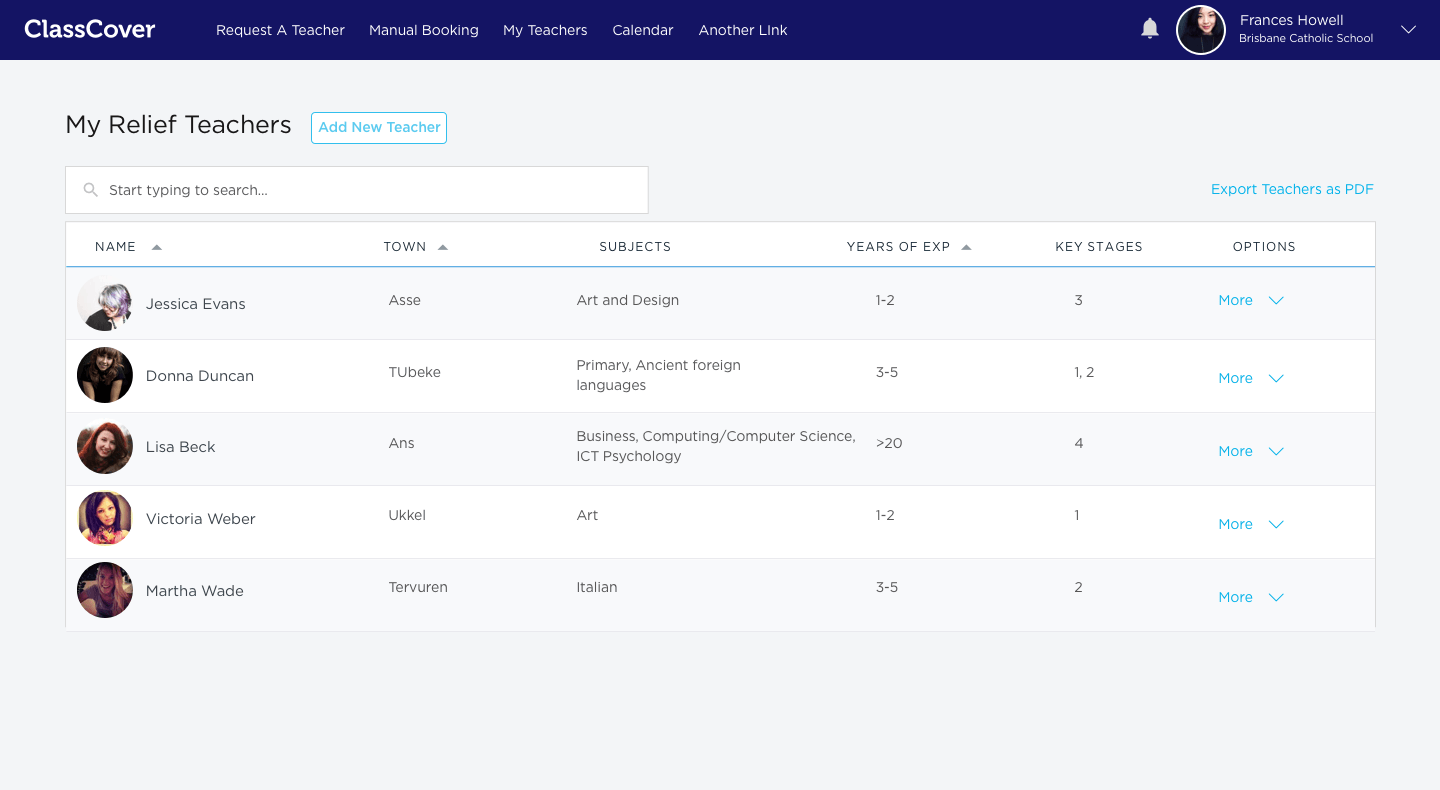 ClassCover
Request A Teacher Manual Booking My Teachers Calendar Another LInk
Frances Howell
Brisbane Catholic School
My Relief Teachers Add New Teacher
Start typing to search...
Export Teachers as PDF
NAME TOWN SUBJECTS YEARS OF EXP KEY STAGES OPTIONS
Jessica Evans Asse Art and Design 1-2 3 More
Donna Duncan TUbeke Primary, Ancient foreign 3-5 1, 2 More
languages
Lisa Beck Ans Business, Computing/Computer Science, >20 4 More
ICT Psychology
Victoria Weber Ukkel Art 1-2 1 More
Martha Wade Tervuren Italian 3-5 2 More